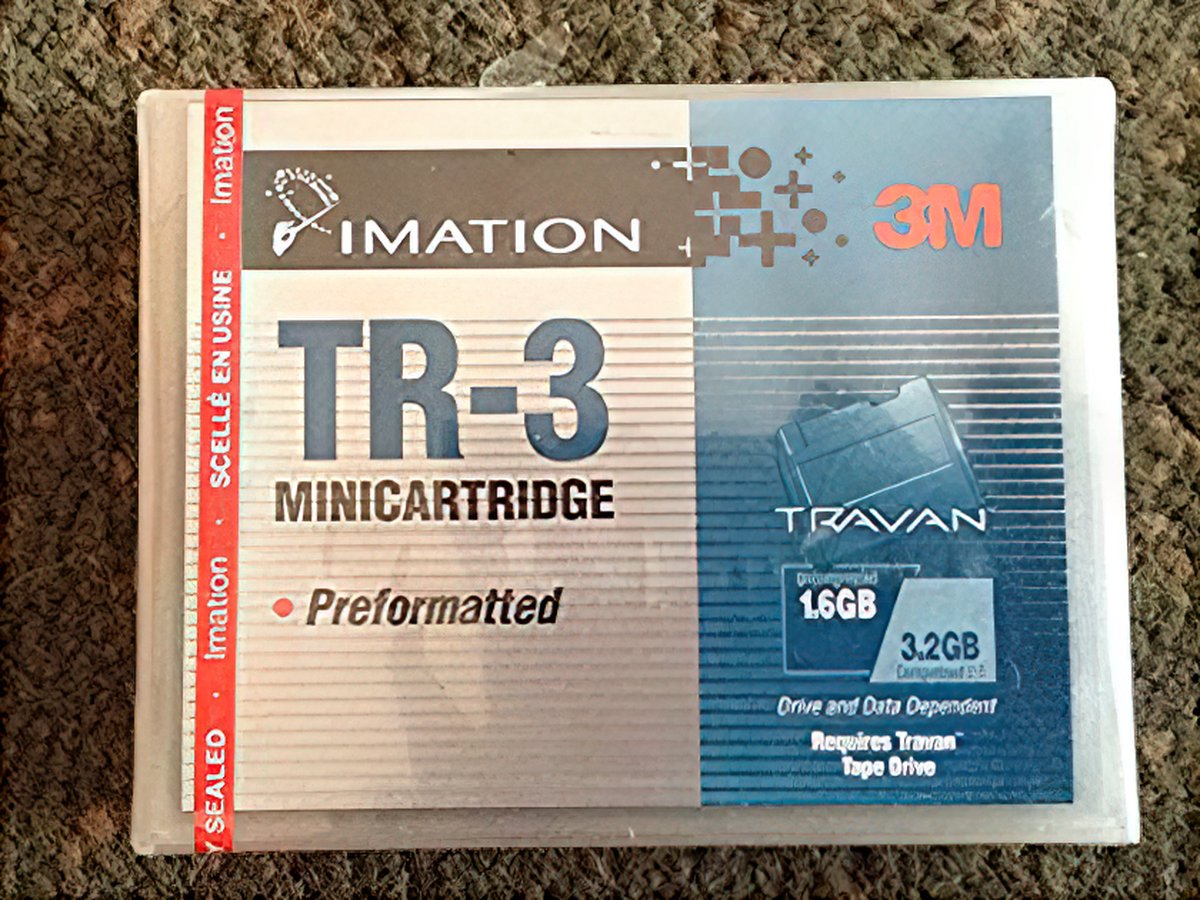 Y SEALED · Imation · SCELLÉ EN USINE · Imation
IMATION
3M
TR-3
MINICARTRIDGE
• Preformatted
TRAVAN
1.6GB
3.2GB
Drive and Data Dependent
Requires Travan™
Tape Drive